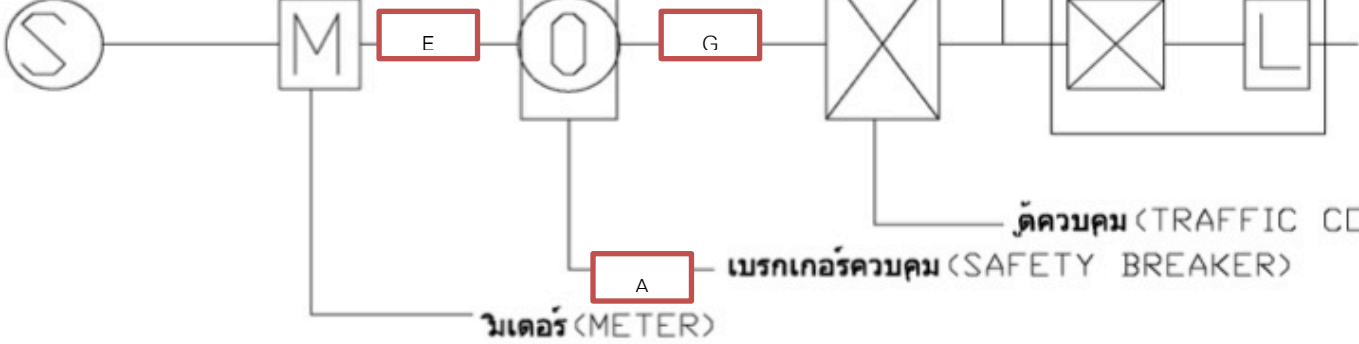 S M E O G L
ตู้ควบคุม (TRAFFIC CO
เบรกเกอร์ควบคุม (SAFETY BREAKER)
A
มิเตอร์ (METER)